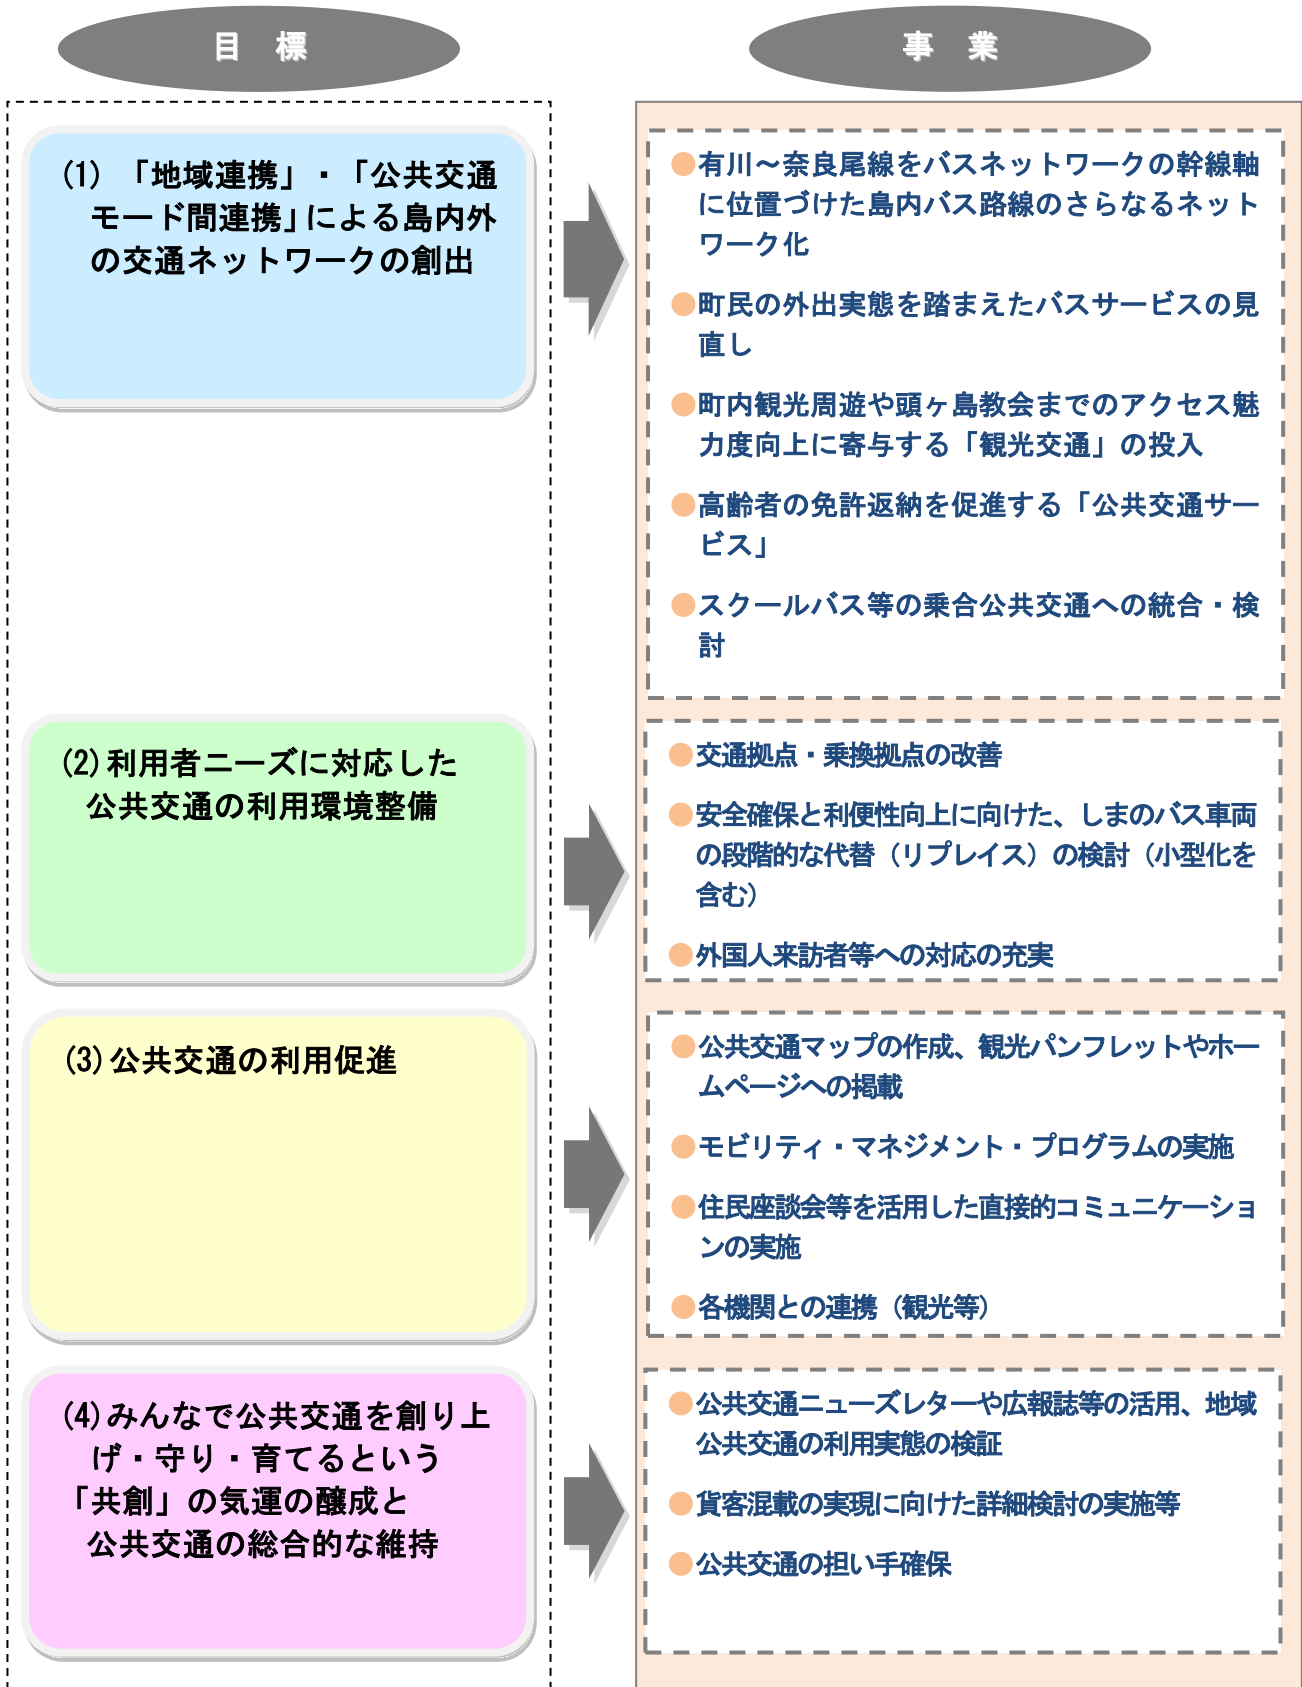 目　標
事　業
(1) 「地域連携」・「公共交通
モード間連携」による島内外
の交通ネットワークの創出
●有川～奈良尾線をバスネットワークの幹線軸
に位置づけた島内バス路線のさらなるネット
ワーク化
●町民の外出実態を踏まえたバスサービスの見
直し
●町内観光周遊や頭ヶ島教会までのアクセス魅
力度向上に寄与する「観光交通」の投入
●高齢者の免許返納を促進する「公共交通サー
ビス」
●スクールバス等の乗合公共交通への統合・検
討
(2)利用者ニーズに対応した
公共交通の利用環境整備
●交通拠点・乗換拠点の改善
●安全確保と利便性向上に向けた、しまのバス車両
の段階的な代替（リプレイス）の検討（小型化を
含む）
●外国人来訪者等への対応の充実
(3)公共交通の利用促進
●公共交通マップの作成、観光パンフレットやホー
ムページへの掲載
●モビリティ・マネジメント・プログラムの実施
●住民座談会等を活用した直接的コミュニケーショ
ンの実施
●各機関との連携（観光等）
(4)みんなで公共交通を創り上
げ・守り・育てるという
「共創」の気運の醸成と
公共交通の総合的な維持
●公共交通ニューズレターや広報誌等の活用、地域
公共交通の利用実態の検証
●貨客混載の実現に向けた詳細検討の実施等
●公共交通の担い手確保